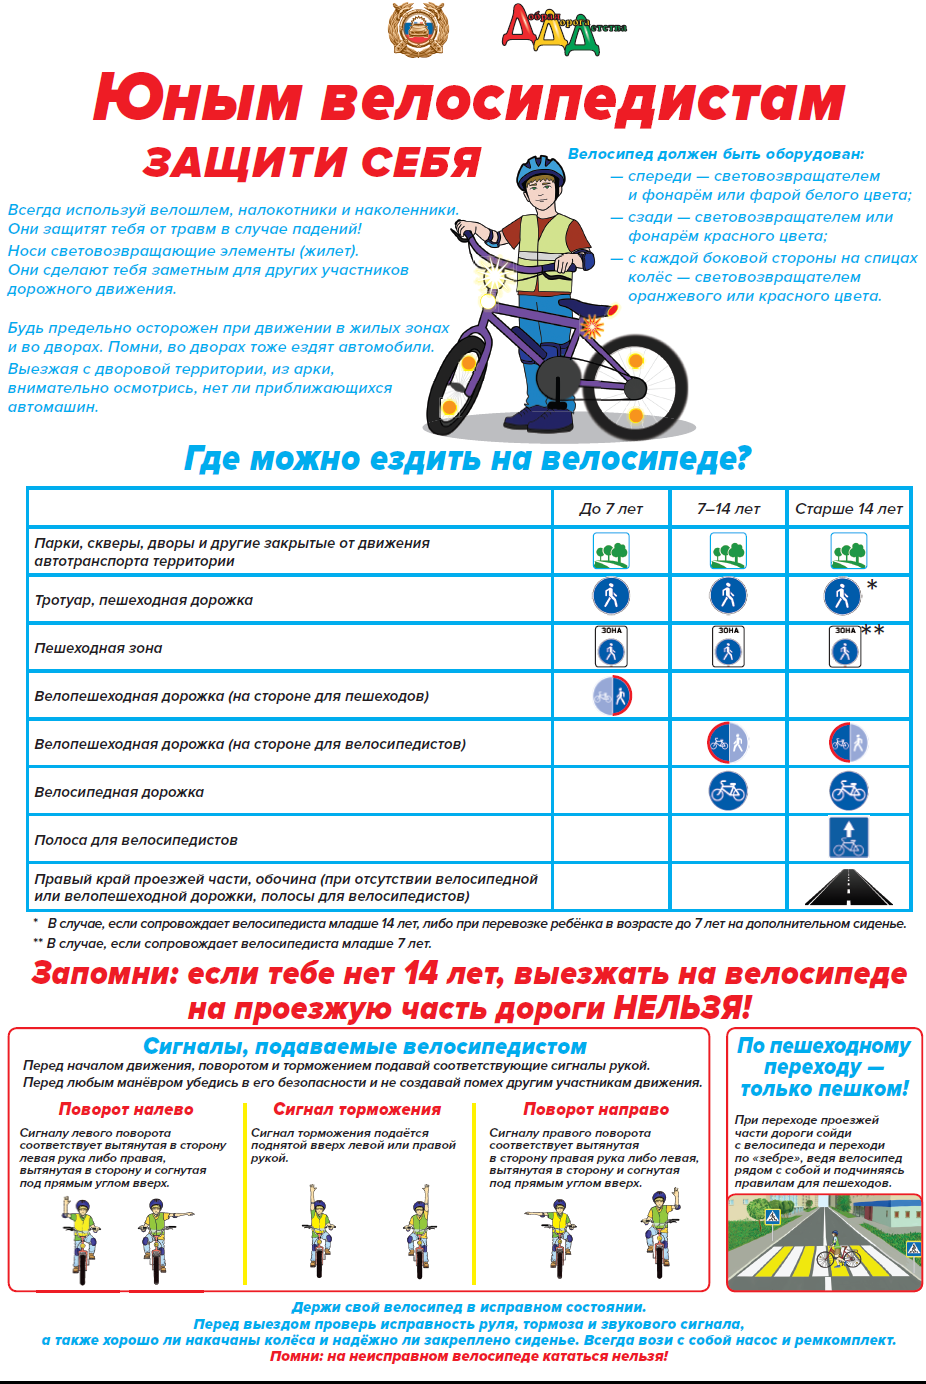 Добрая
Дорога
Детства
Юным велосипедистам
ЗАЩИТИ СЕБЯ
Всегда используй велошлем, налокотники и наколенники.
Они защитят тебя от травм в случае падений!
Носи световозвращающие элементы (жилет).
Они сделают тебя заметным для других участников
дорожного движения.
Будь предельно осторожен при движении в жилых зонах
и во дворах. Помни, во дворах тоже ездят автомобили.
Выезжая с дворовой территории, из арки,
внимательно осмотрись, нет ли приближающихся
автомашин.
Велосипед должен быть оборудован:
— спереди — световозвращателем
и фонарём или фарой белого цвета;
— сзади — световозвращателем или
фонарём красного цвета;
— с каждой боковой стороны на спицах
колёс — световозвращателем
оранжевого или красного цвета.
Где можно ездить на велосипеде?
До 7 лет 7–14 лет Старше 14 лет
Парки, скверы, дворы и другие закрытые от движения
автотранспорта территории
Тротуар, пешеходная дорожка *
Пешеходная зона ЗОНА ЗОНА ЗОНА **
Велопешеходная дорожка (на стороне для пешеходов)
Велопешеходная дорожка (на стороне для велосипедистов)
Велосипедная дорожка
Полоса для велосипедистов
Правый край проезжей части, обочина (при отсутствии велосипедной
или велопешеходной дорожки, полосы для велосипедистов)
* В случае, если сопровождает велосипедиста младше 14 лет, либо при перевозке ребёнка в возрасте до 7 лет на дополнительном сиденье.
** В случае, если сопровождает велосипедиста младше 7 лет.
Запомни: если тебе нет 14 лет, выезжать на велосипеде
на проезжую часть дороги НЕЛЬЗЯ!
Сигналы, подаваемые велосипедистом
Перед началом движения, поворотом и торможением подавай соответствующие сигналы рукой.
Перед любым манёвром убедись в его безопасности и не создавай помех другим участникам движения.
Поворот налево
Сигналу левого поворота
соответствует вытянутая в сторону
левая рука либо правая,
вытянутая в сторону и согнутая
под прямым углом вверх.
Сигнал торможения
Сигнал торможения подаётся
поднятой вверх левой или правой
рукой.
Поворот направо
Сигналу правого поворота
соответствует вытянутая
в сторону правая рука либо левая,
вытянутая в сторону и согнутая
под прямым углом вверх.
По пешеходному
переходу —
только пешком!
При переходе проезжей
части дороги сойди
с велосипеда и переходи
по «зебре», ведя велосипед
рядом с собой и подчиняясь
правилам для пешеходов.
Держи свой велосипед в исправном состоянии.
Перед выездом проверь исправность руля, тормоза и звукового сигнала,
а также хорошо ли накачаны колёса и надёжно ли закреплено сиденье. Всегда вози с собой насос и ремкомплект.
Помни: на неисправном велосипеде кататься нельзя!